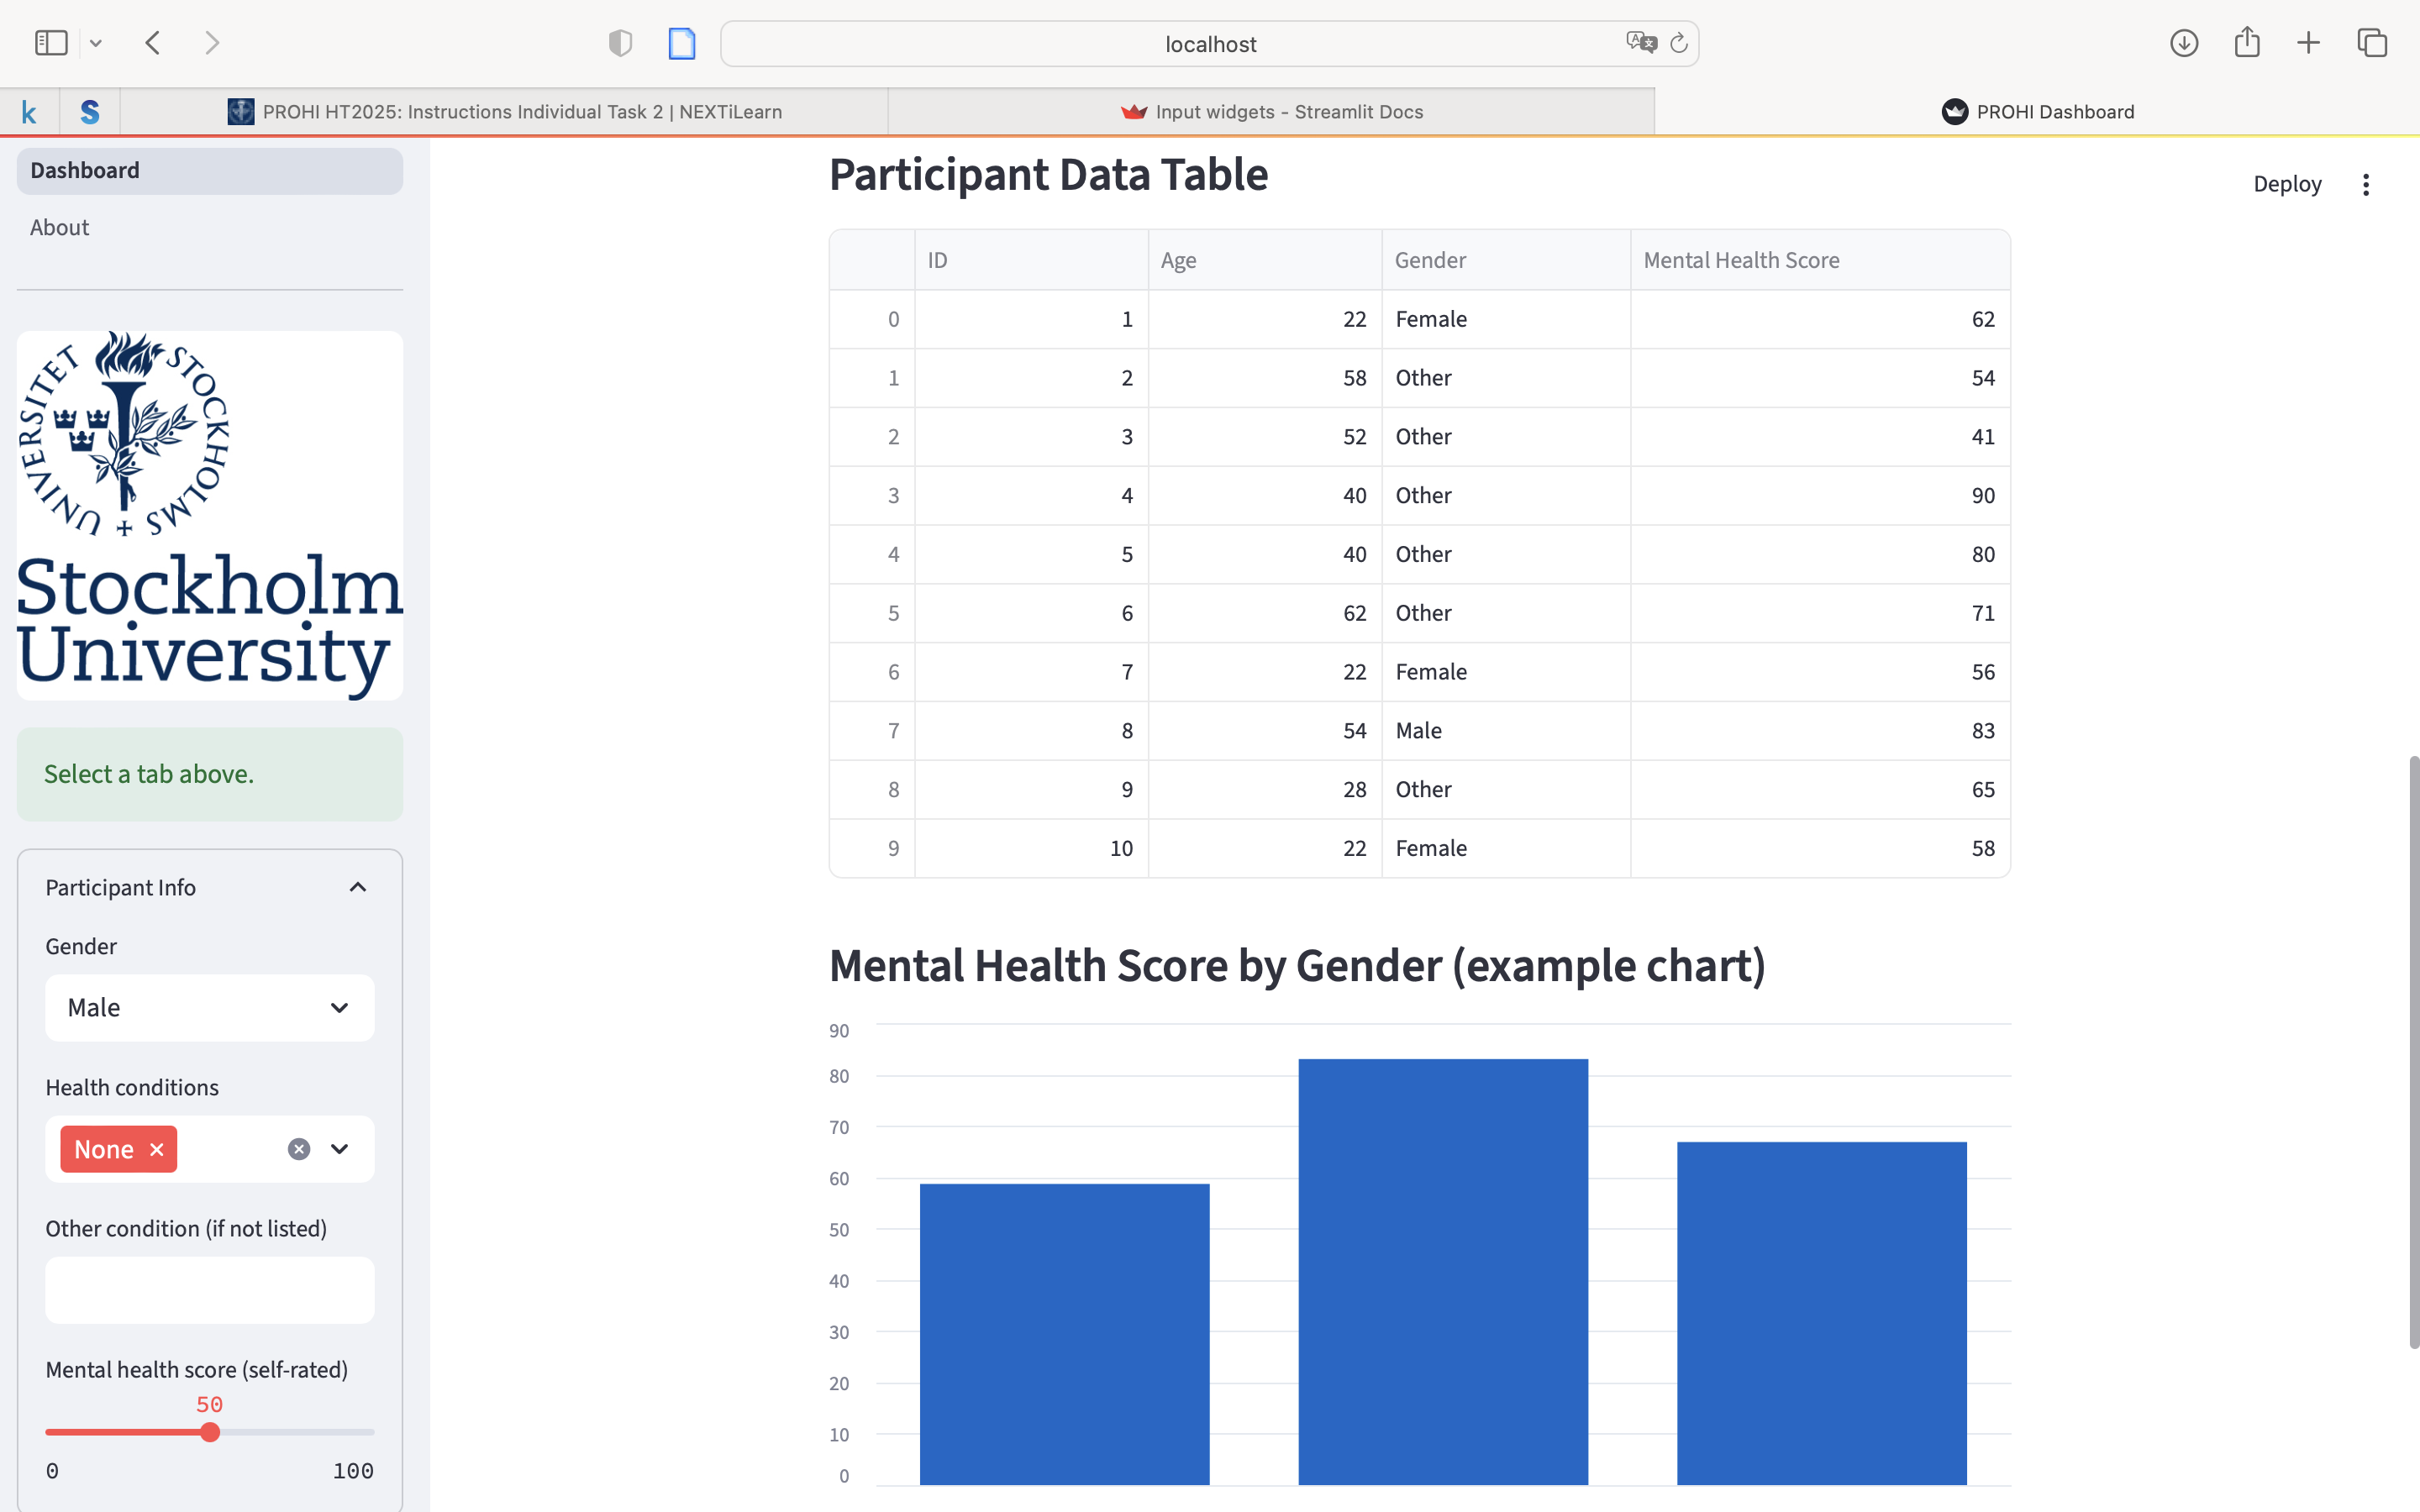 localhost
k
S
PROHI HT2025: Instructions Individual Task 2 | NEXTiLearn
Input widgets - Streamlit Docs
PROHI Dashboard
Dashboard
About
STOCKHOLMS UNIVERSITET
Stockholm
University
Select a tab above.
Participant Info
Gender
Male
Health conditions
None
Other condition (if not listed)
Mental health score (self-rated)
50
0 100
Deploy
Participant Data Table
ID Age Gender Mental Health Score
0 1 22 Female 62
1 2 58 Other 54
2 3 52 Other 41
3 4 40 Other 90
4 5 40 Other 80
5 6 62 Other 71
6 7 22 Female 56
7 8 54 Male 83
8 9 28 Other 65
9 10 22 Female 58
Mental Health Score by Gender (example chart)
90
80
70
60
50
40
30
20
10
0